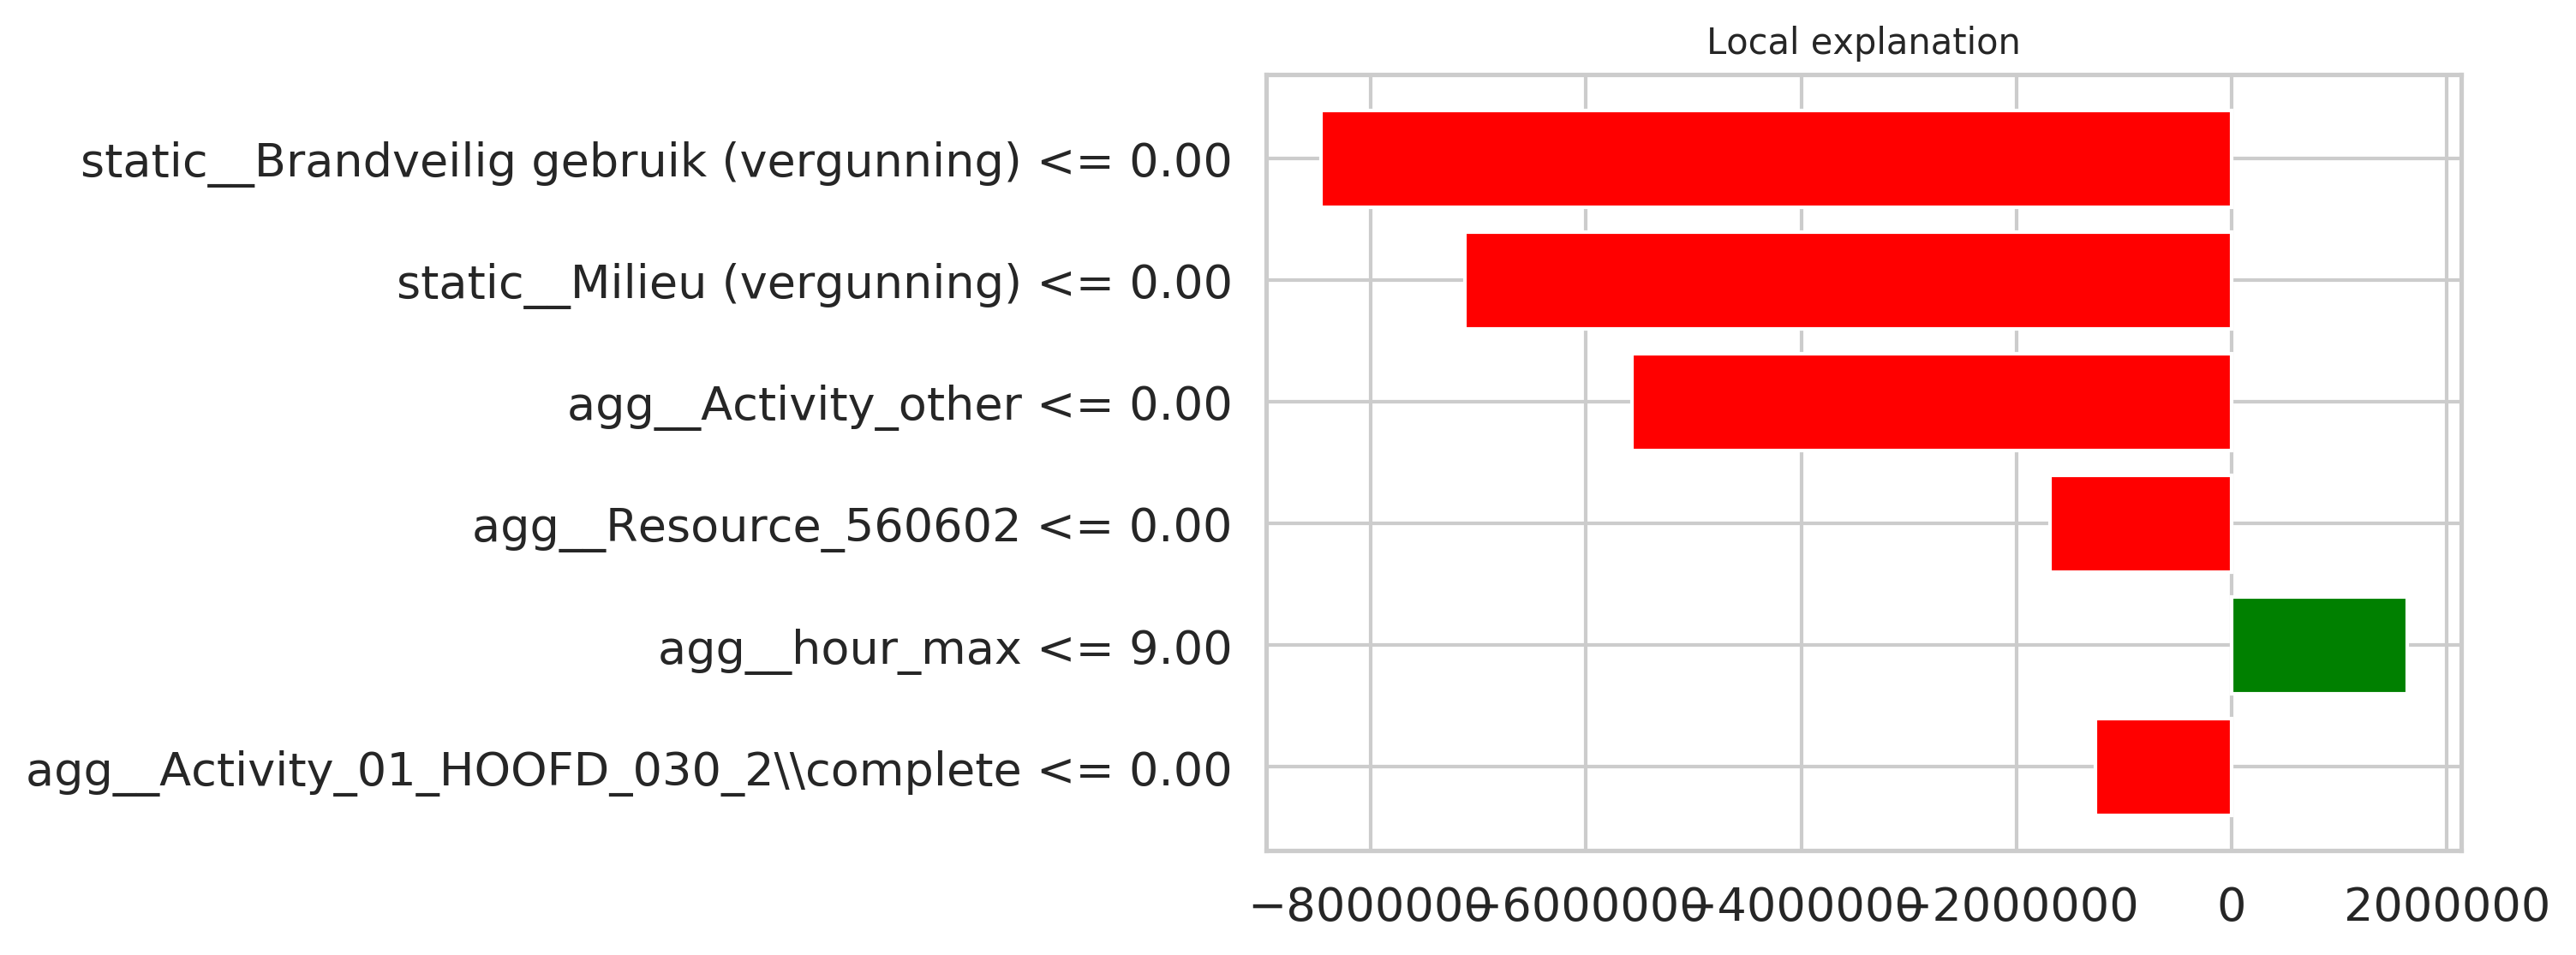 Local explanation
static__Brandveilig gebruik (vergunning) <= 0.00
static__Milieu (vergunning) <= 0.00
agg__Activity_other <= 0.00
agg__Resource_560602 <= 0.00
agg__hour_max <= 9.00
agg__Activity_01_HOOFD_030_2\\complete <= 0.00
−8000000 −6000000 −4000000 −2000000 0 2000000